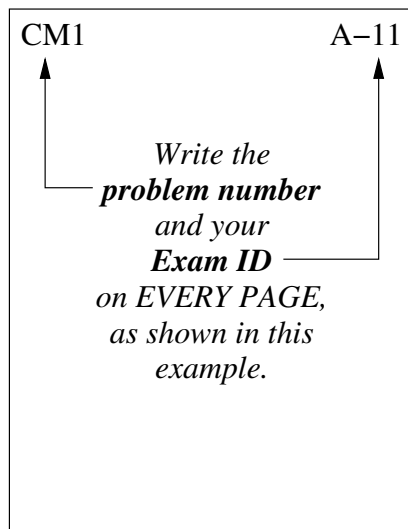 CM1 A−11
Write the
problem number
and your
Exam ID
on EVERY PAGE,
as shown in this
example.